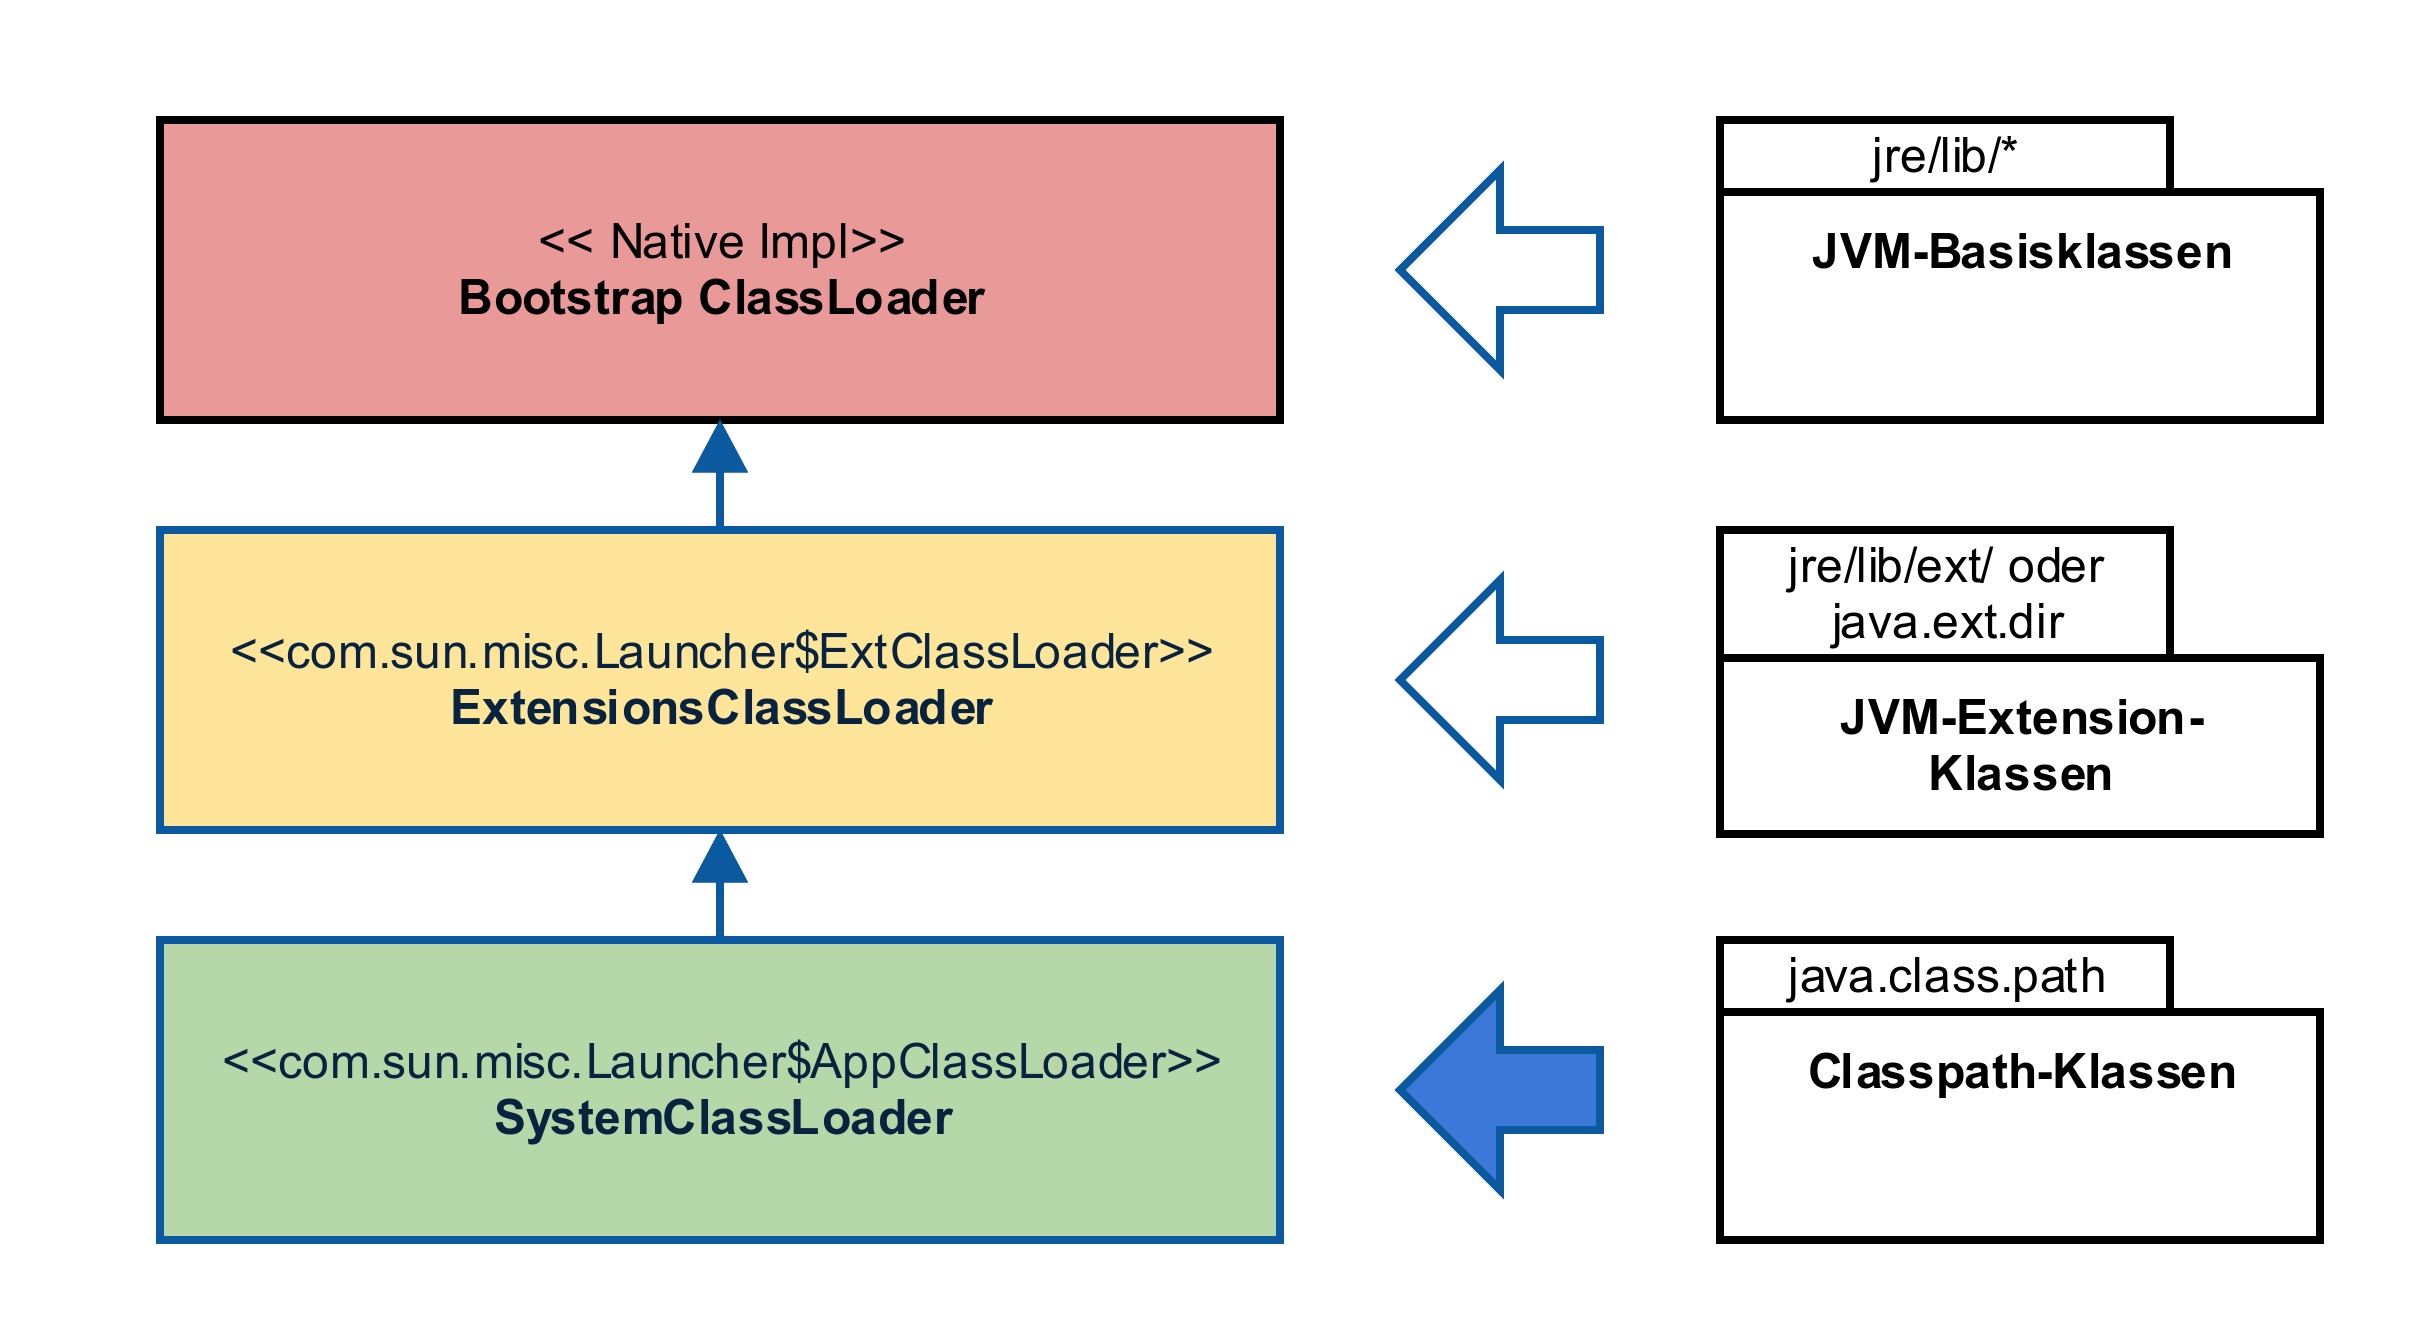 << Native Impl>>
Bootstrap ClassLoader
jre/lib/*
JVM-Basisklassen
<<com.sun.misc.Launcher$ExtClassLoader>>
ExtensionsClassLoader
jre/lib/ext/ oder
java.ext.dir
JVM-Extension-
Klassen
<<com.sun.misc.Launcher$AppClassLoader>>
SystemClassLoader
java.class.path
Classpath-Klassen